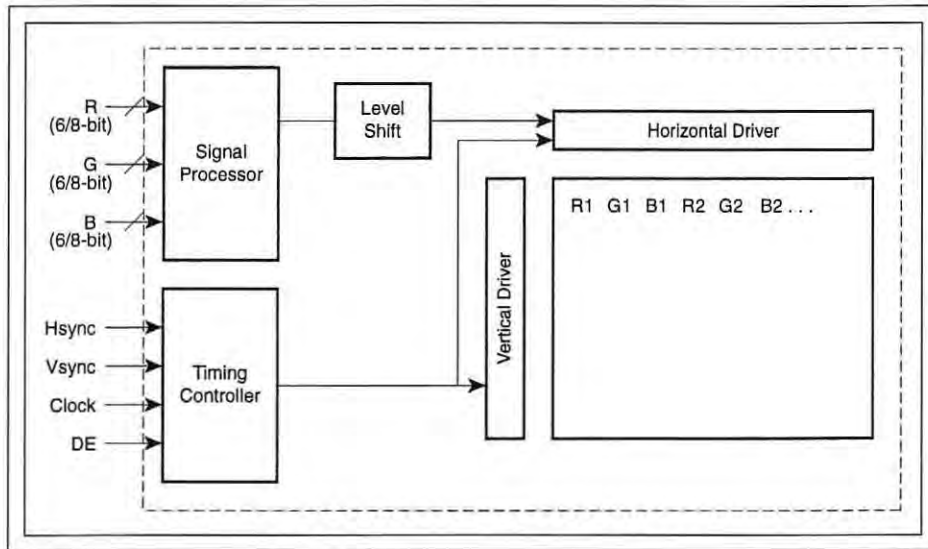 R
(6/8-bit)
G
(6/8-bit)
B
(6/8-bit)
Signal
Processor
Level
Shift
Horizontal Driver
R1 G1 B1 R2 G2 B2 . . .
Vertical Driver
Hsync
Vsync
Clock
DE
Timing
Controller